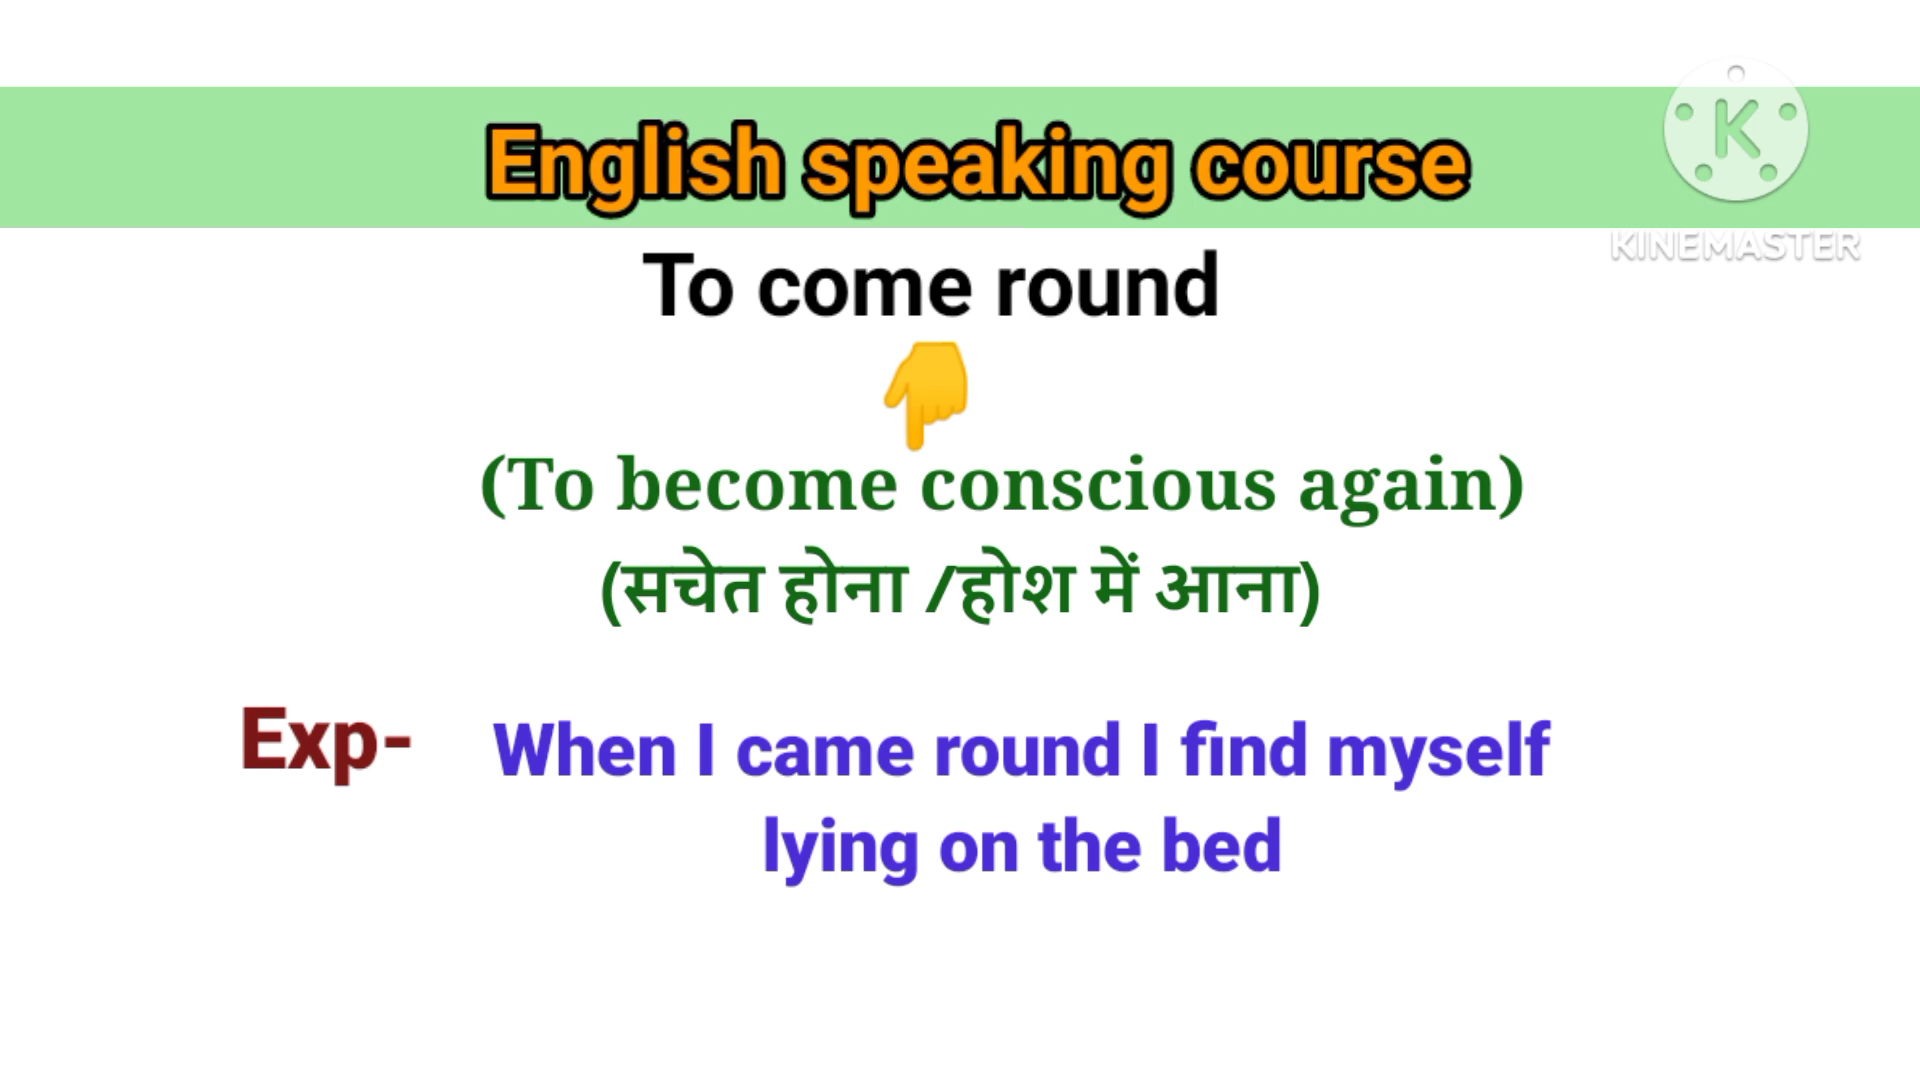 English speaking course
K
KINEMASTER
To come round
(To become conscious again)
(सचेत होना /होश में आना)
Exp- When I came round I find myself
lying on the bed